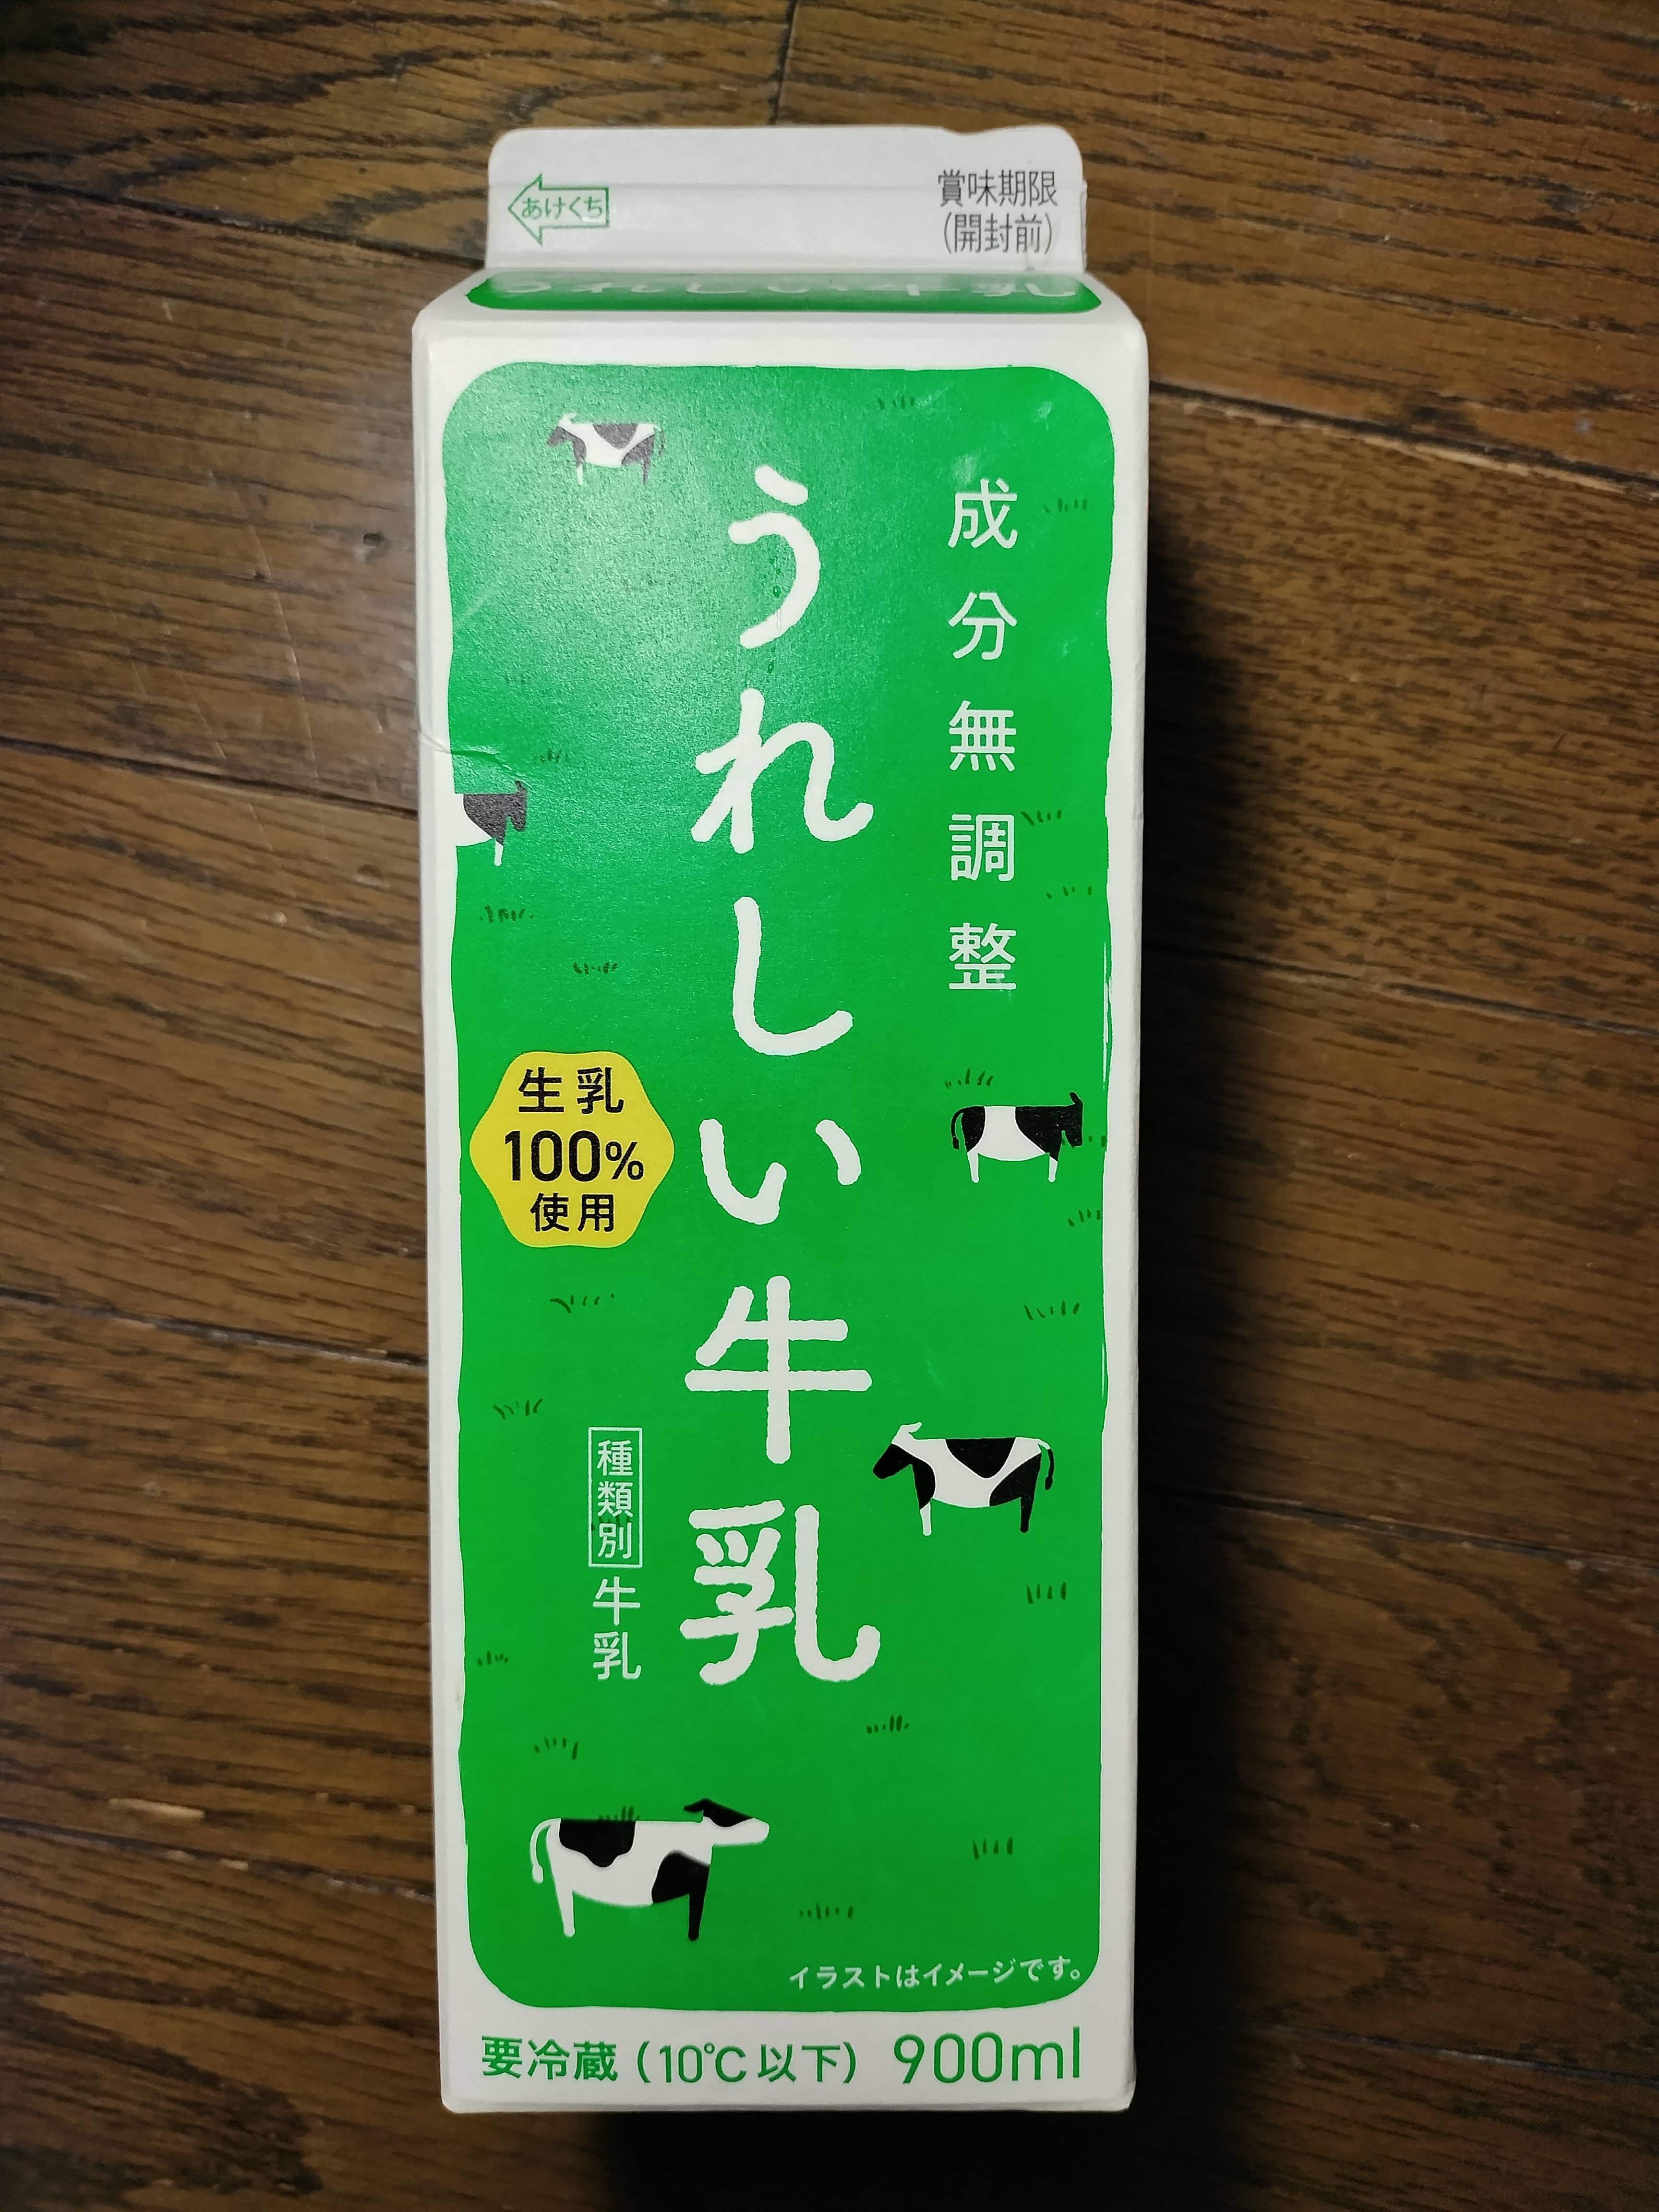 あけくち
賞味期限
(開封前)
うれしい牛乳
成分無調整
うれしい牛乳
生乳
100%
使用
種類別
牛乳
イラストはイメージです。
要冷蔵(10℃以下) 900ml